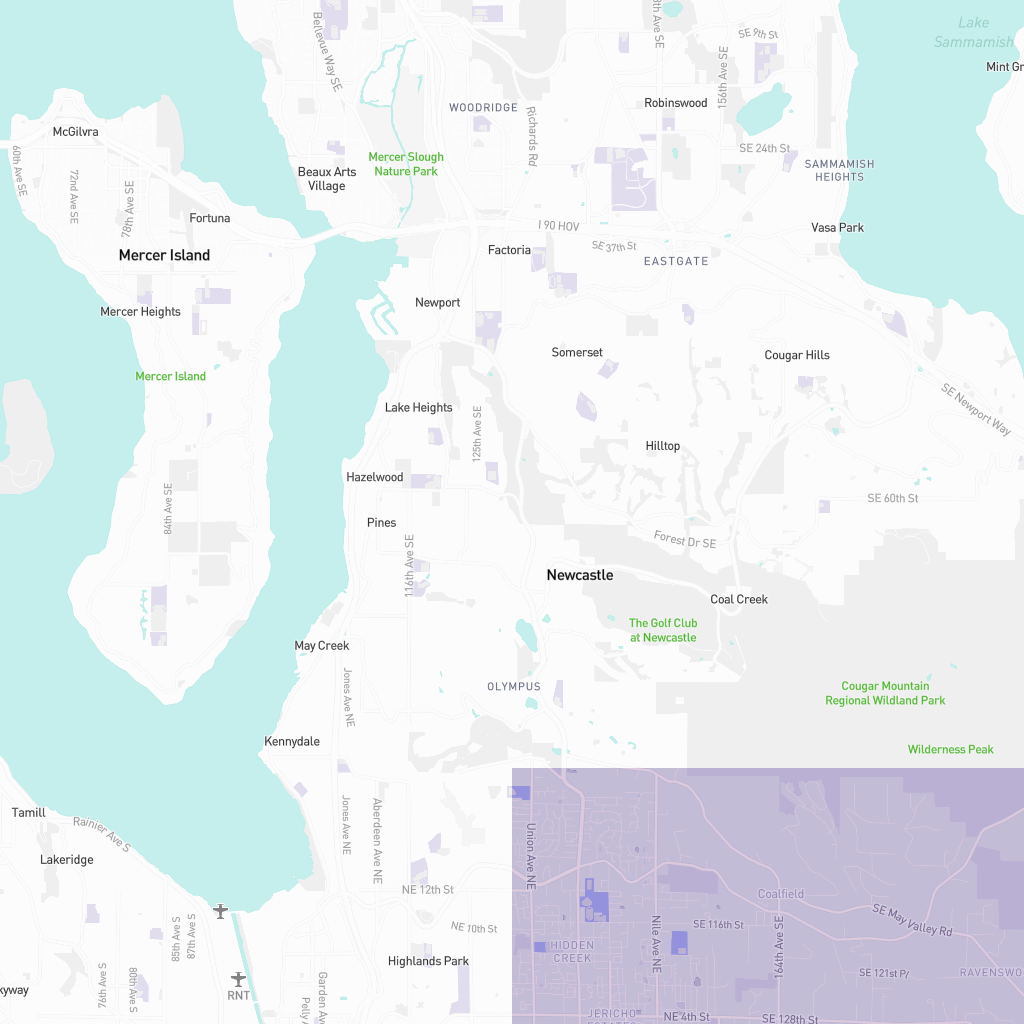 Bellevue Way SE
148th Ave SE
Lake
Sammamish
SE 9th St
156th Ave SE
Robinswood
WOODRIDGE
Richards Rd
McGilvra
60th Ave SE
72nd Ave SE
78th Ave SE
Beaux Arts
Village
Mercer Slough
Nature Park
SE 24th St
SAMMAMISH
HEIGHTS
Fortuna
I 90 HOV
Vasa Park
Mercer Island
Factoria
SE 37th St
EASTGATE
Newport
Mercer Heights
Somerset
Cougar Hills
Mercer Island
SE Newport Way
Lake Heights
125th Ave SE
Hilltop
Hazelwood
84th Ave SE
SE 60th St
Pines
116th Ave SE
Forest Dr SE
Newcastle
Coal Creek
The Golf Club
at Newcastle
May Creek
OLYMPUS
Jones Ave NE
Cougar Mountain
Regional Wildland Park
Kennydale
Wilderness Peak
Tamill
Rainier Ave S
Jones Ave NE
Aberdeen Ave NE
Union Ave NE
Lakeridge
NE 12th St
Coalfield
85th Ave S
87th Ave S
NE 10th St
Nile Ave NE
SE 116th St
164th Ave SE
SE May Valley Rd
HIDDEN
CREEK
Highlands Park
76th Ave S
80th Ave S
RNT
Garden Ave
SE 121st Pl
JERICHO
ESTATES
NE 4th St
SE 128th St